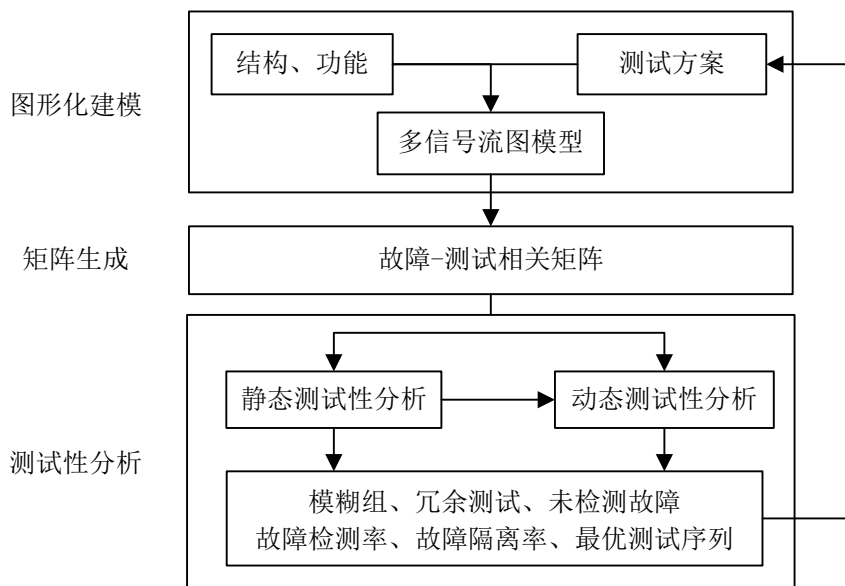 结构、功能
测试方案
图形化建模
多信号流图模型
矩阵生成
故障-测试相关矩阵
静态测试性分析
动态测试性分析
测试性分析
模糊组、冗余测试、未检测故障
故障检测率、故障隔离率、最优测试序列